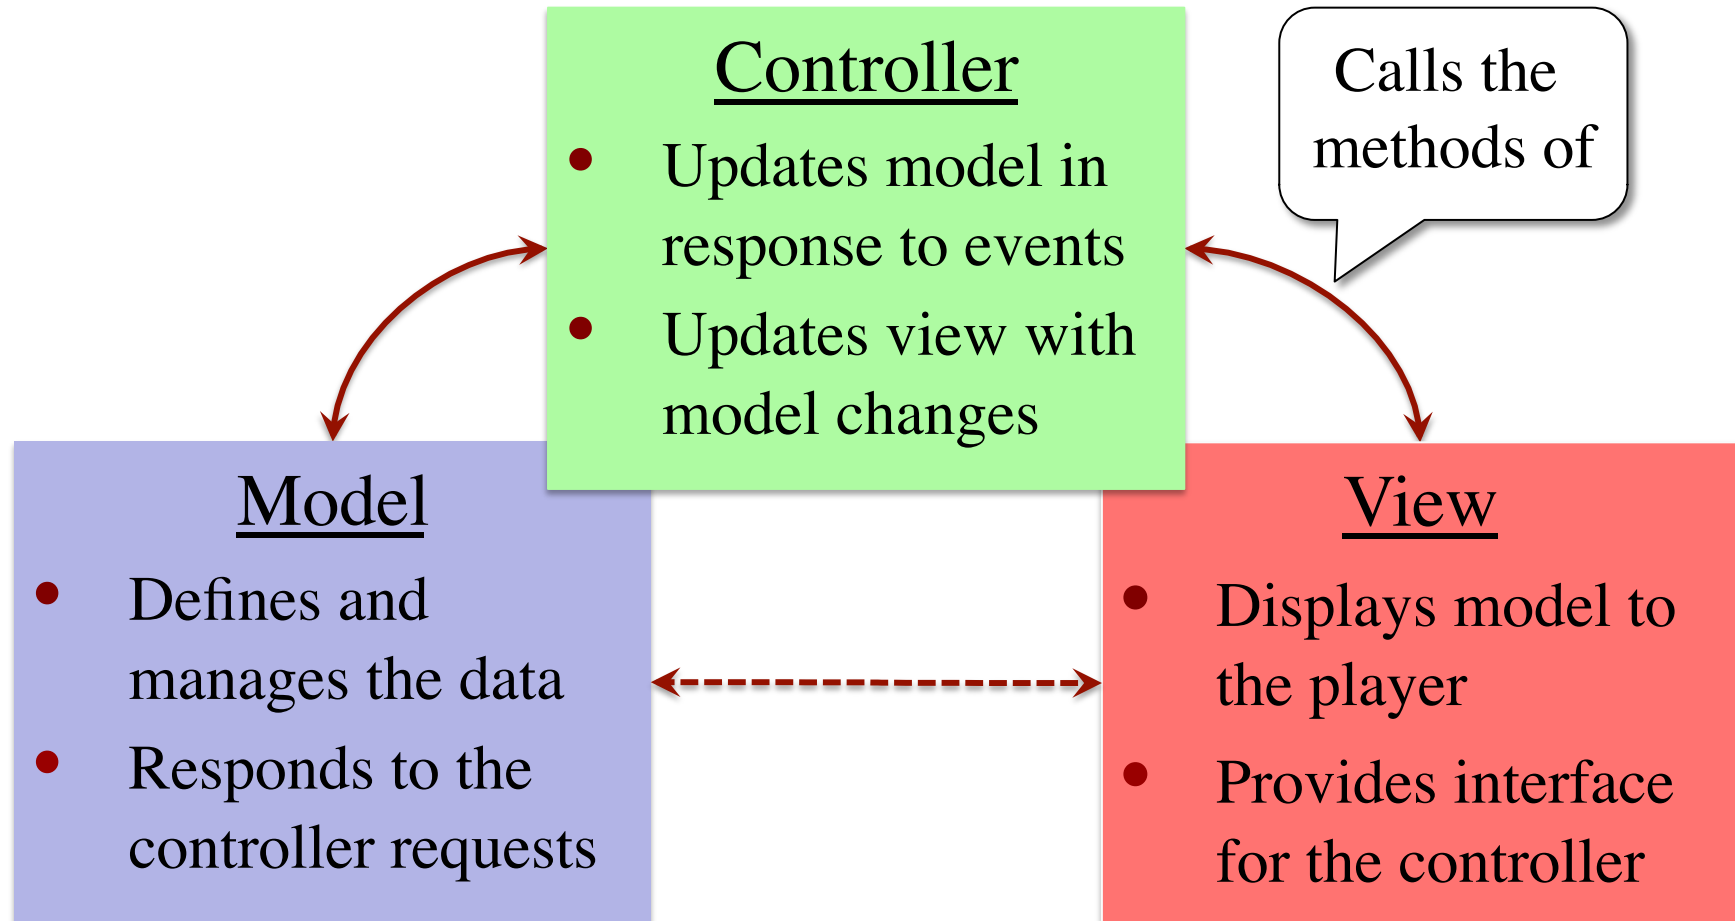 Controller
• Updates model in
response to events
• Updates view with
model changes
Calls the
methods of
Model
• Defines and
manages the data
• Responds to the
controller requests
View
• Displays model to
the player
• Provides interface
for the controller